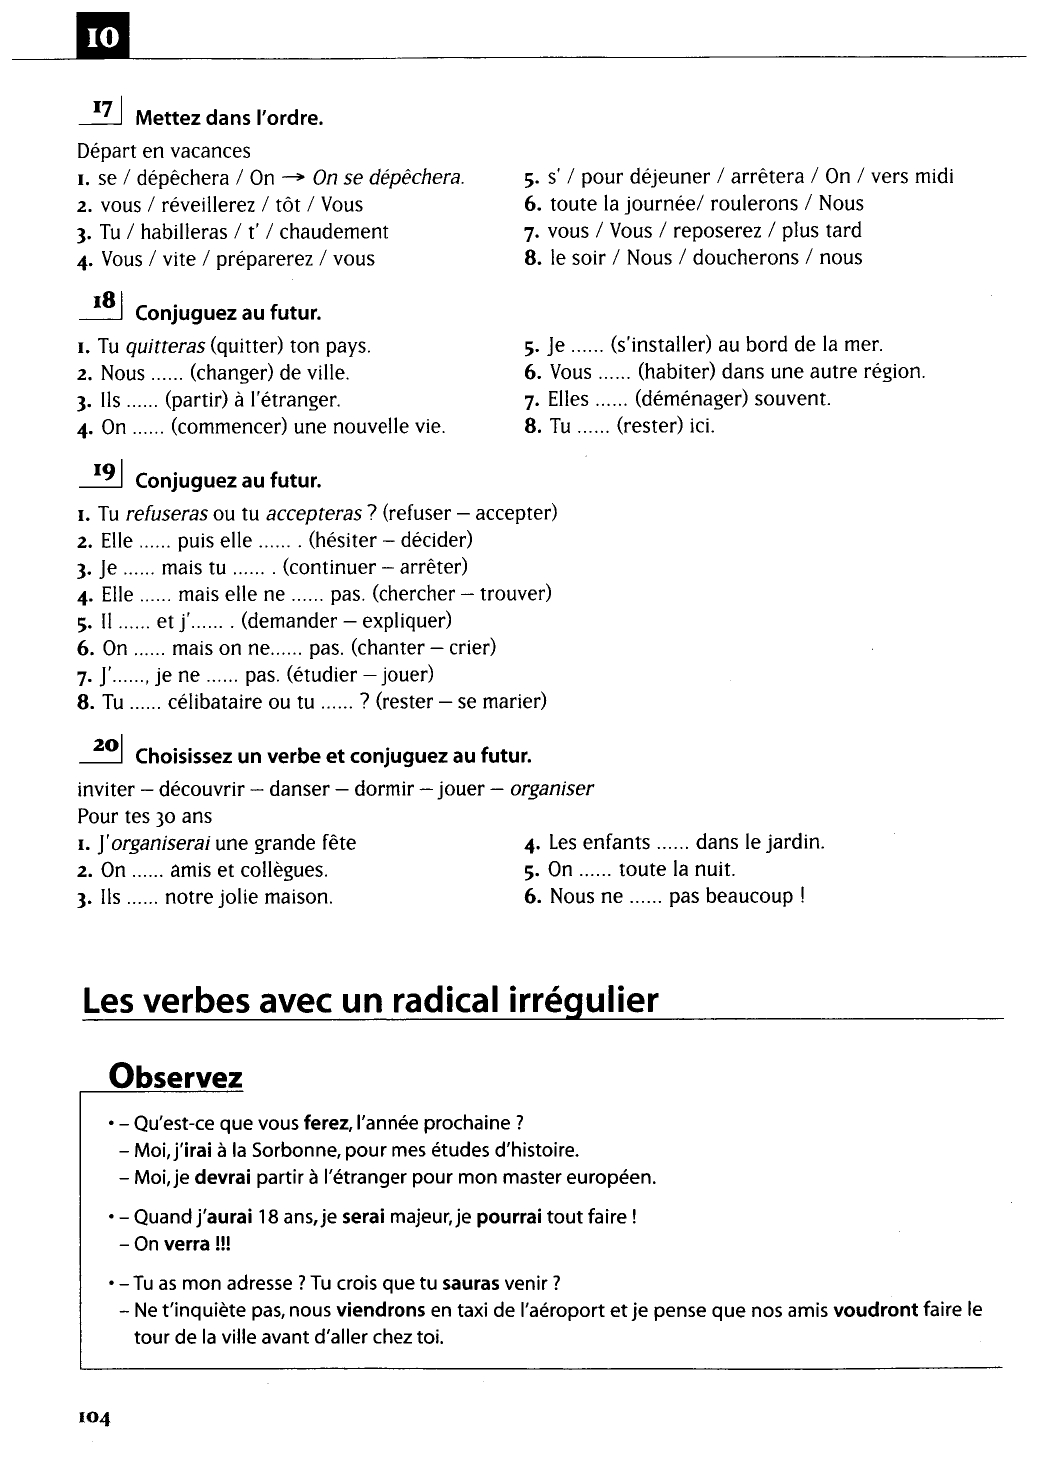 10
17 Mettez dans l'ordre.
Départ en vacances
1. se / dépêchera / On → On se dépêchera.
2. vous / réveillerez / tôt / Vous
3. Tu / habilleras / t' / chaudement
4. Vous / vite / préparerez / vous
5. s' / pour déjeuner / arrêtera / On / vers midi
6. toute la journée/ roulerons / Nous
7. vous / Vous / reposerez / plus tard
8. le soir / Nous / doucherons / nous
18 Conjuguez au futur.
1. Tu quitteras (quitter) ton pays.
2. Nous ...... (changer) de ville.
3. Ils ...... (partir) à l'étranger.
4. On ...... (commencer) une nouvelle vie.
5. Je ...... (s'installer) au bord de la mer.
6. Vous ...... (habiter) dans une autre région.
7. Elles ...... (déménager) souvent.
8. Tu ...... (rester) ici.
19 Conjuguez au futur.
1. Tu refuseras ou tu accepteras ? (refuser – accepter)
2. Elle ...... puis elle ...... . (hésiter – décider)
3. Je ...... mais tu ...... . (continuer – arrêter)
4. Elle ...... mais elle ne ...... pas. (chercher – trouver)
5. Il ...... et j'...... . (demander – expliquer)
6. On ...... mais on ne...... pas. (chanter – crier)
7. J'......, je ne ...... pas. (étudier – jouer)
8. Tu ...... célibataire ou tu ...... ? (rester – se marier)
20 Choisissez un verbe et conjuguez au futur.
inviter – découvrir – danser – dormir – jouer – organiser
Pour tes 30 ans
1. J'organiserai une grande fête
2. On ...... amis et collègues.
3. Ils ...... notre jolie maison.
4. Les enfants ...... dans le jardin.
5. On ...... toute la nuit.
6. Nous ne ...... pas beaucoup !
Les verbes avec un radical irrégulier
Observez
• – Qu'est-ce que vous ferez, l'année prochaine ?
– Moi, j'irai à la Sorbonne, pour mes études d'histoire.
– Moi, je devrai partir à l'étranger pour mon master européen.
• – Quand j'aurai 18 ans, je serai majeur, je pourrai tout faire !
– On verra !!!
• – Tu as mon adresse ? Tu crois que tu sauras venir ?
– Ne t'inquiète pas, nous viendrons en taxi de l'aéroport et je pense que nos amis voudront faire le
tour de la ville avant d'aller chez toi.
104